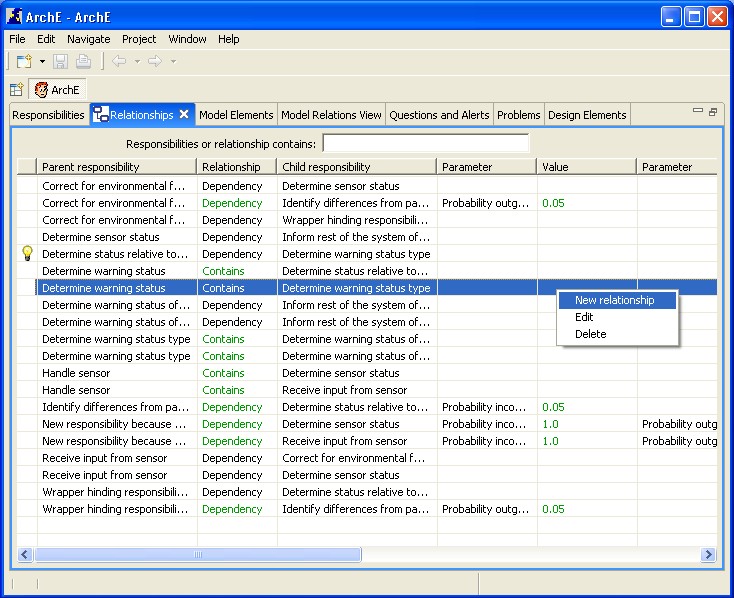 ArchE - ArchE
File Edit Navigate Project Window Help
ArchE
Responsibilities Relationships Model Elements Model Relations View Questions and Alerts Problems Design Elements
Responsibilities or relationship contains:
Parent responsibility Relationship Child responsibility Parameter Value Parameter
Correct for environmental f... Dependency Determine sensor status
Correct for environmental f... Dependency Identify differences from pa... Probability outg... 0.05
Correct for environmental f... Dependency Wrapper hinding responsibili...
Determine sensor status Dependency Inform rest of the system of...
Determine status relative to... Dependency Determine warning status type
Determine warning status Contains Determine status relative to...
Determine warning status Contains Determine warning status type
Determine warning status of... Dependency Inform rest of the system of...
Determine warning status of... Dependency Inform rest of the system of...
Determine warning status type Contains Determine warning status of...
Determine warning status type Contains Determine warning status of...
Handle sensor Contains Determine sensor status
Handle sensor Contains Receive input from sensor
Identify differences from pa... Dependency Determine status relative to... Probability inco... 0.05
New responsibility because ... Dependency Determine sensor status Probability inco... 1.0 Probability outg
New responsibility because ... Dependency Receive input from sensor Probability inco... 1.0 Probability outg
Receive input from sensor Dependency Correct for environmental f...
Receive input from sensor Dependency Determine sensor status
Wrapper hinding responsibili... Dependency Determine status relative to...
Wrapper hinding responsibili... Dependency Identify differences from pa... Probability outg... 0.05
New relationship
Edit
Delete